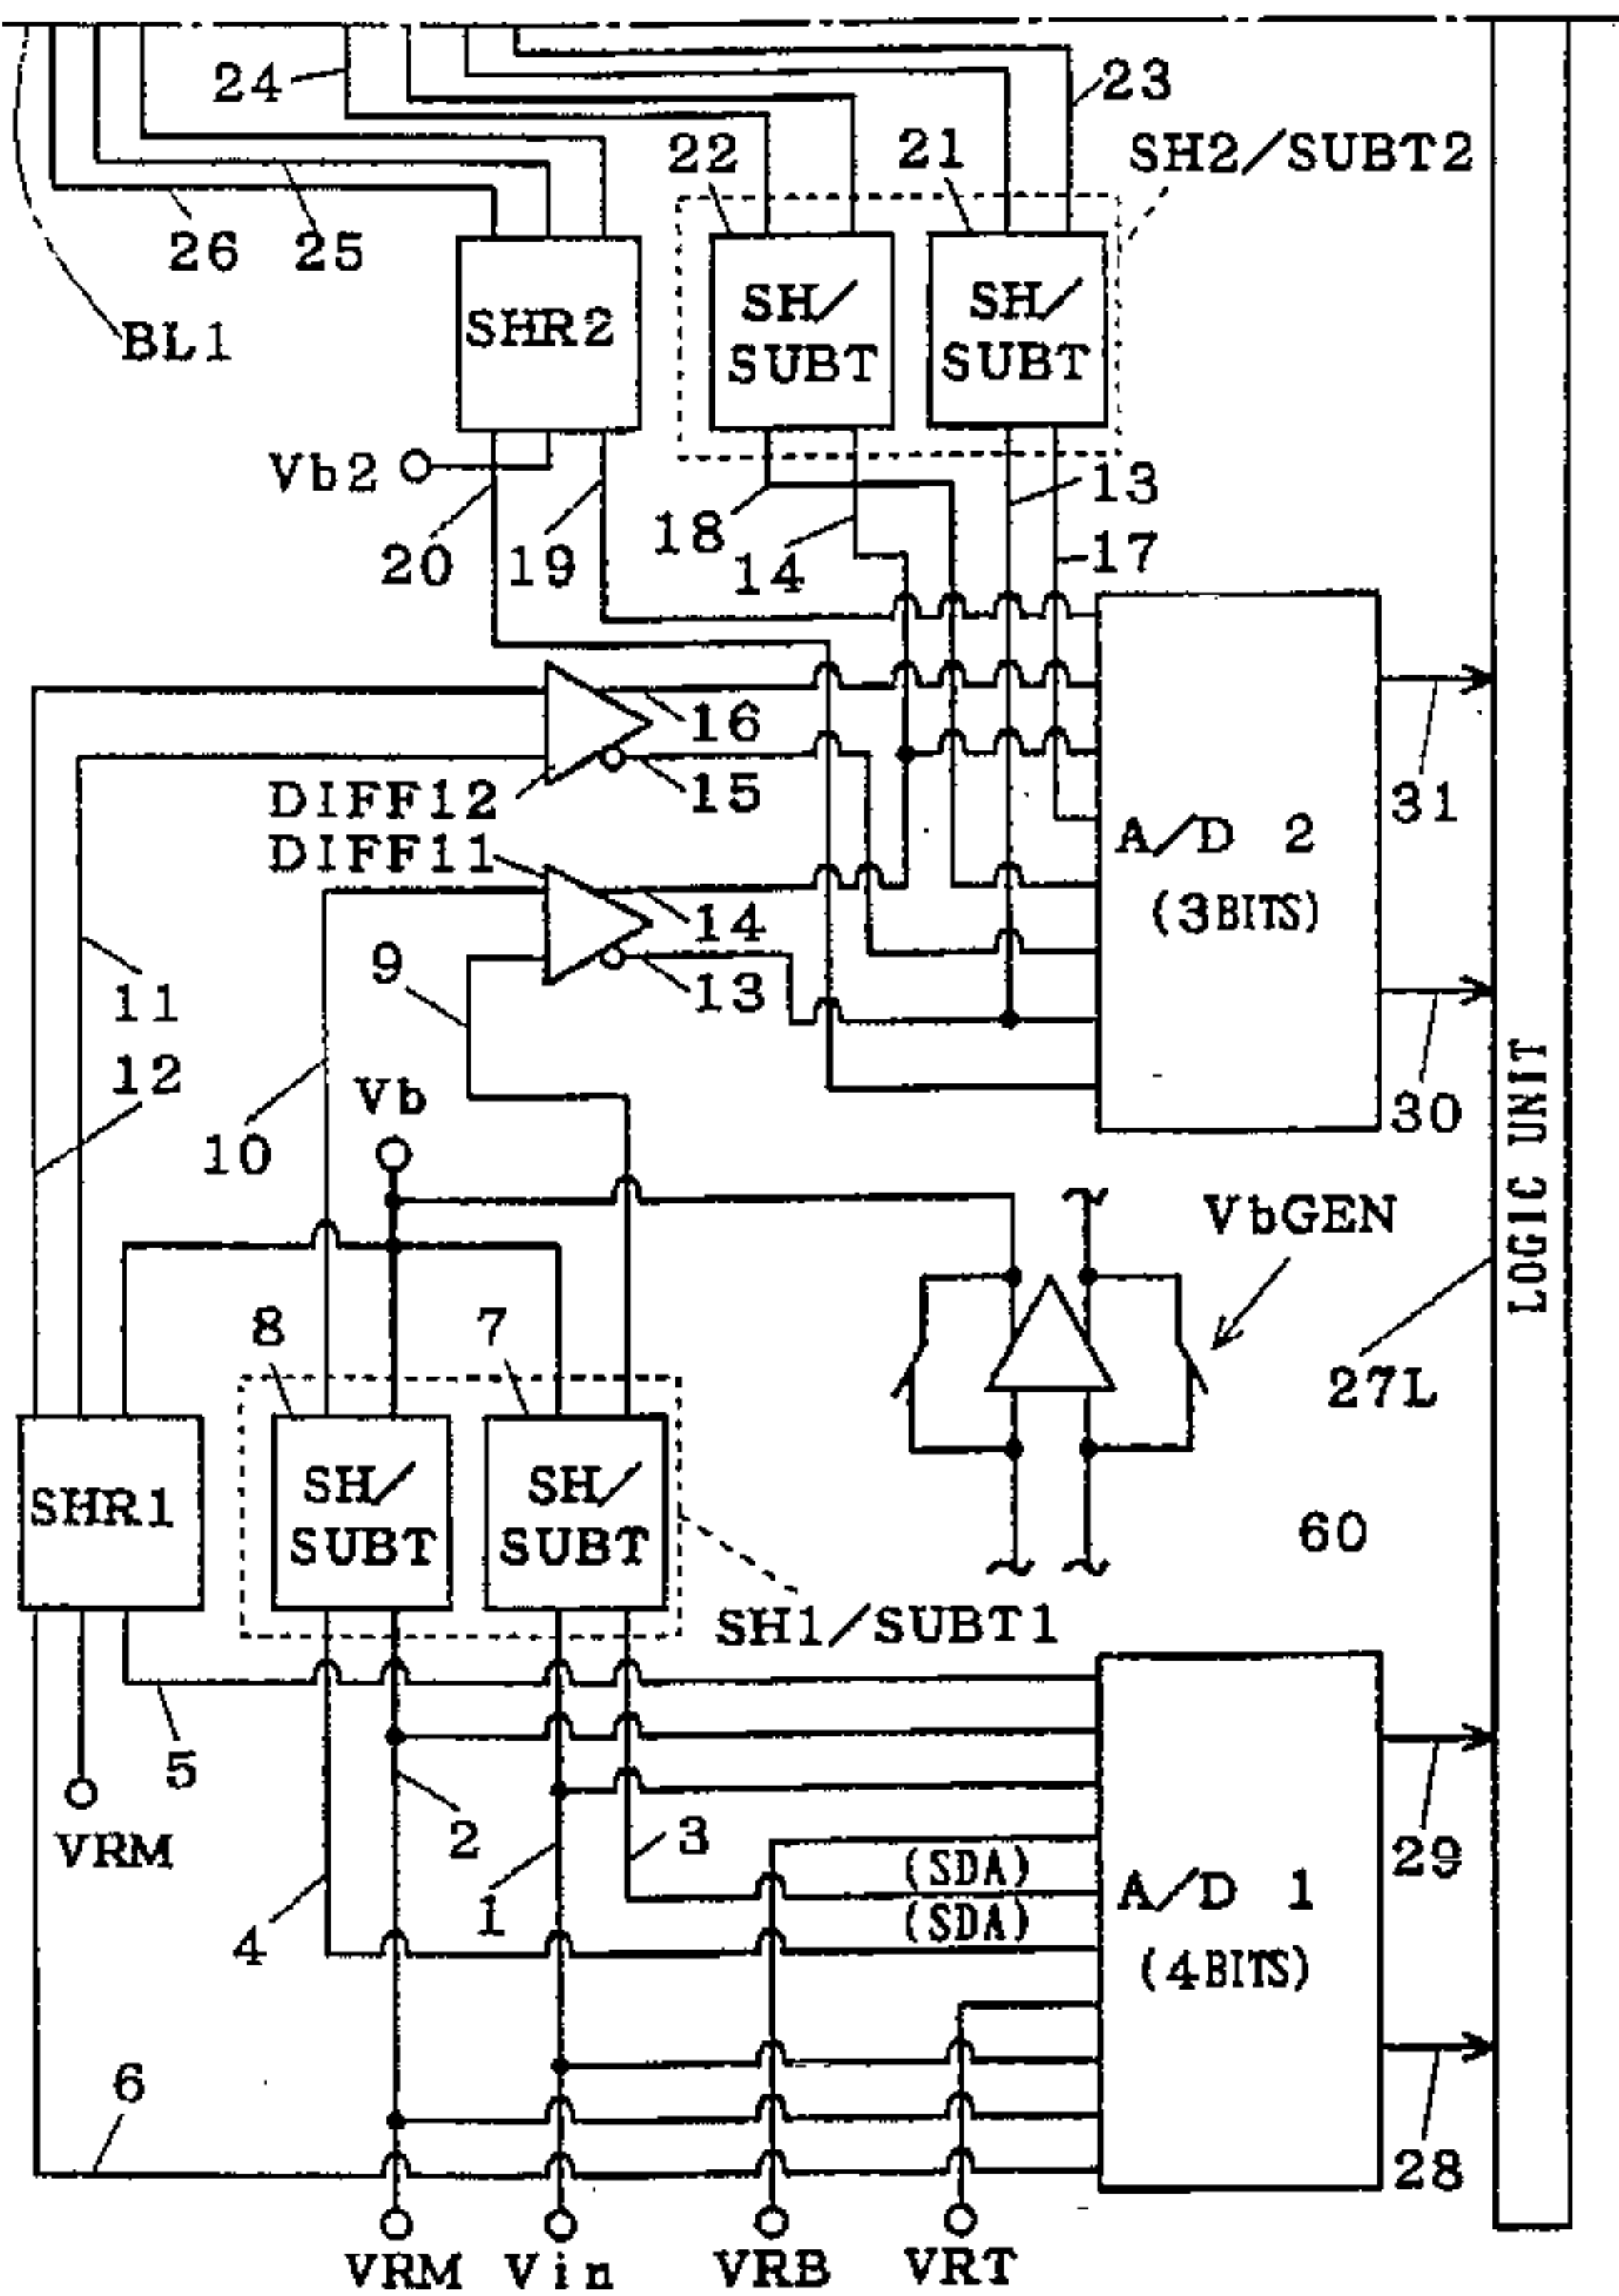 24
23
22
21
SH2/SUBT2
26
25
SH/
SUBT
SH/
SUBT
SHR2
BL1
Vb2
13
18
14
20
19
17
16
15
DIFF12
DIFF11
31
A/D 2
(3BITS)
14
13
9
11
12
10
Vb
30
LOGIC UNIT
VbGEN
8
7
27L
SHR1
SH/
SUBT
SH/
SUBT
60
SH1/SUBT1
5
VRM
2
3
1
4
(SDA)
(SDA)
A/D 1
(4BITS)
29
6
28
VRM
Vin
VRB
VRT